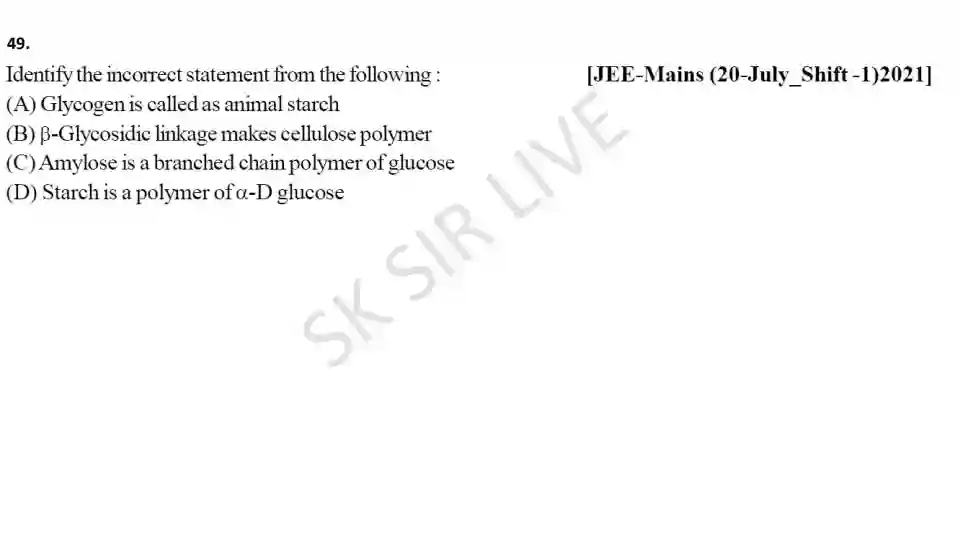 49.
Identify the incorrect statement from the following : [JEE-Mains (20-July_Shift -1)2021]
(A) Glycogen is called as animal starch
(B) β-Glycosidic linkage makes cellulose polymer
(C) Amylose is a branched chain polymer of glucose
(D) Starch is a polymer of α-D glucose
SK SIR LIVE